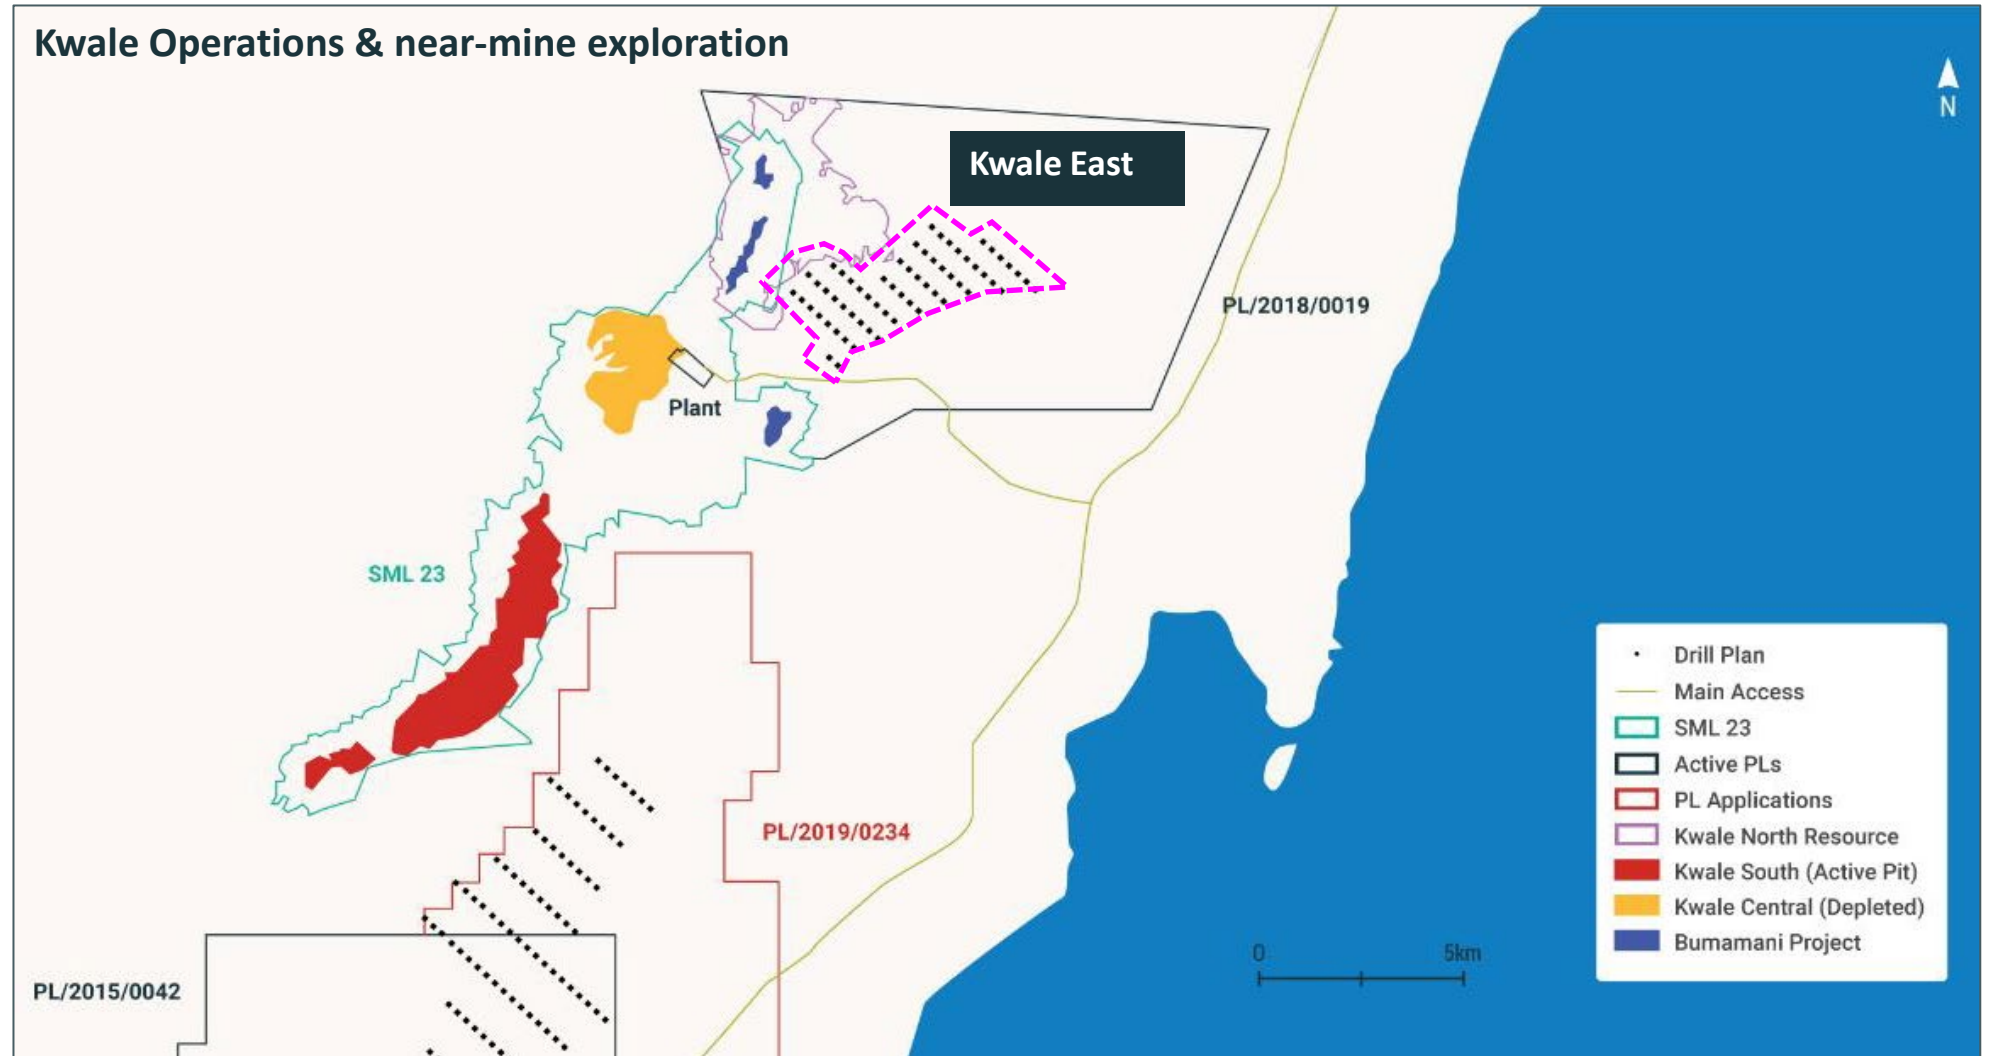 Kwale Operations & near-mine exploration
N
Kwale East
PL/2018/0019
Plant
SML 23
PL/2019/0234
PL/2015/0042
0 5km
Drill Plan
Main Access
SML 23
Active PLs
PL Applications
Kwale North Resource
Kwale South (Active Pit)
Kwale Central (Depleted)
Bumamani Project